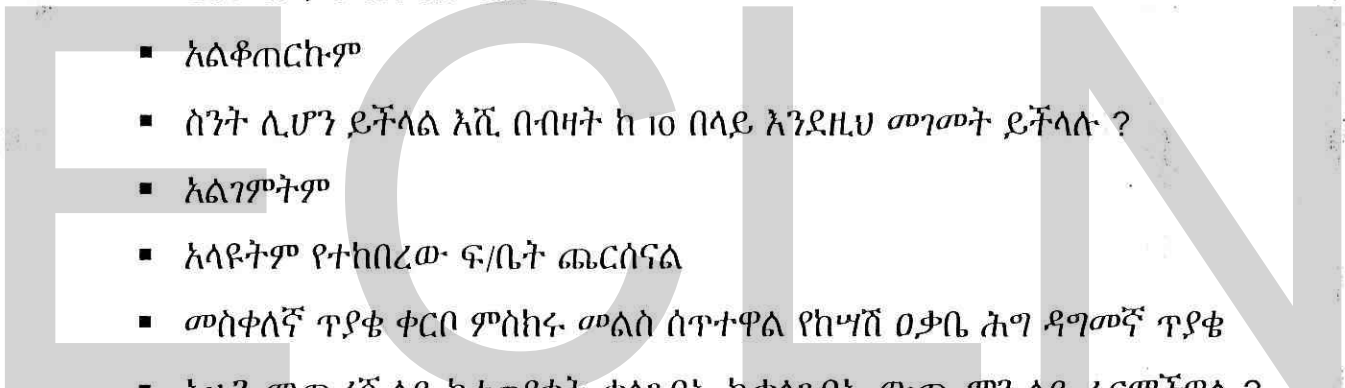 ▪ አልቆጠርኩም
▪ ስንት ሊሆን ይችላል እሺ በብዛት ከ 10 በላይ እንደዚህ መገመት ይችላሉ ?
▪ አልገምትም
▪ አላዩትም የተከበረው ፍ/ቤት ጨርሰናል
▪ መስቀለኛ ጥያቄ ቀርቦ ምስክሩ መልስ ሰጥተዋል የከሣሽ ዐቃቤ ሕግ ዳግመኛ ጥያቄ
ECLN